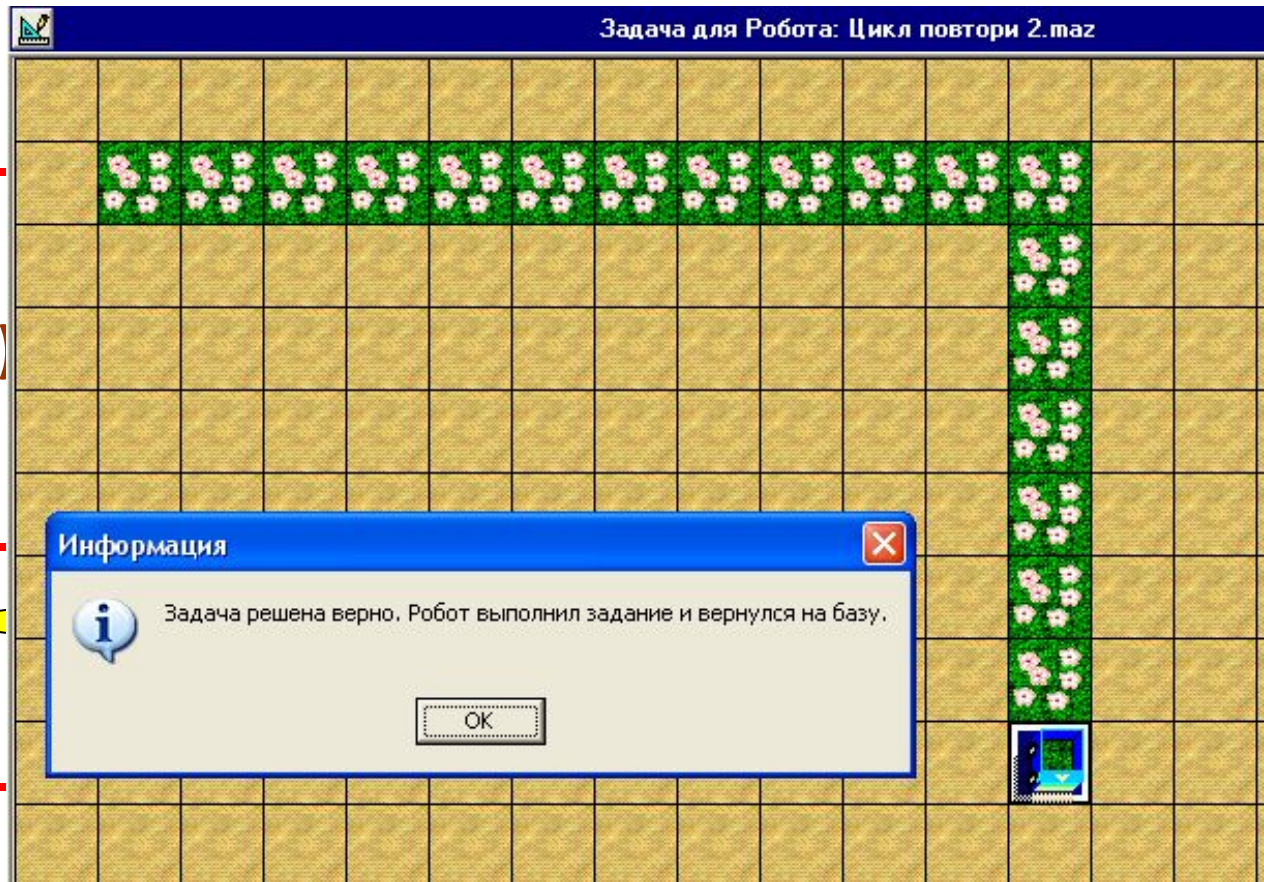 Задача для Робота: Цикл повтори 2.maz
Информация
Задача решена верно. Робот выполнил задание и вернулся на базу.
OK